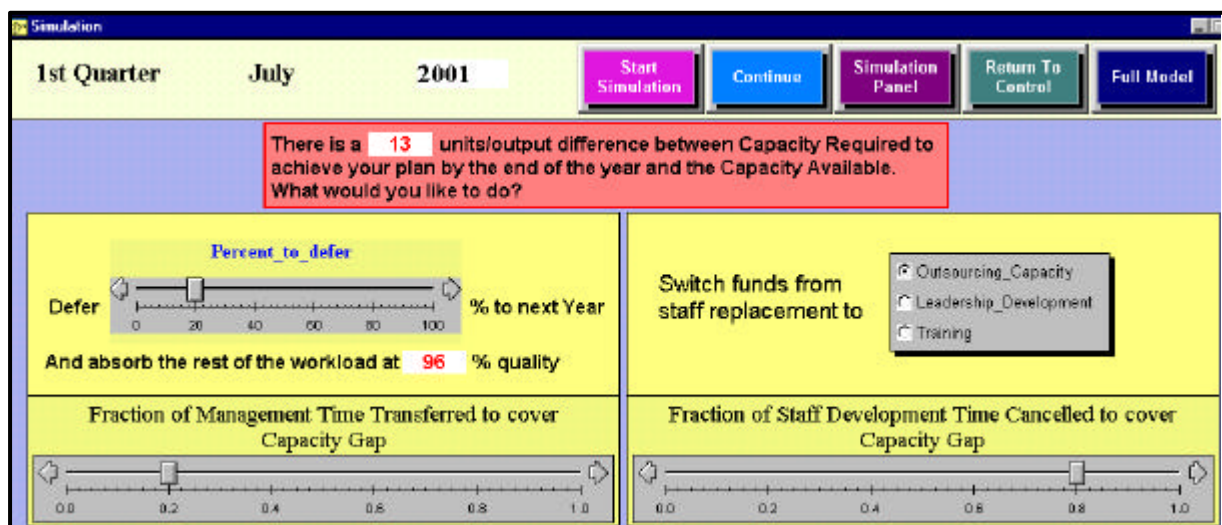 Simulation
1st Quarter July 2001
Start Simulation
Continue
Simulation Panel
Return To Control
Full Model
There is a 13 units/output difference between Capacity Required to
achieve your plan by the end of the year and the Capacity Available.
What would you like to do?
Percent_to_defer
Defer
0 20 40 60 80 100
% to next Year
And absorb the rest of the workload at 96 % quality
Switch funds from
staff replacement to
Outsourcing_Capacity
Leadership_Development
Training
Fraction of Management Time Transferred to cover
Capacity Gap
0.0 0.2 0.4 0.6 0.8 1.0
Fraction of Staff Development Time Cancelled to cover
Capacity Gap
0.0 0.2 0.4 0.6 0.8 1.0